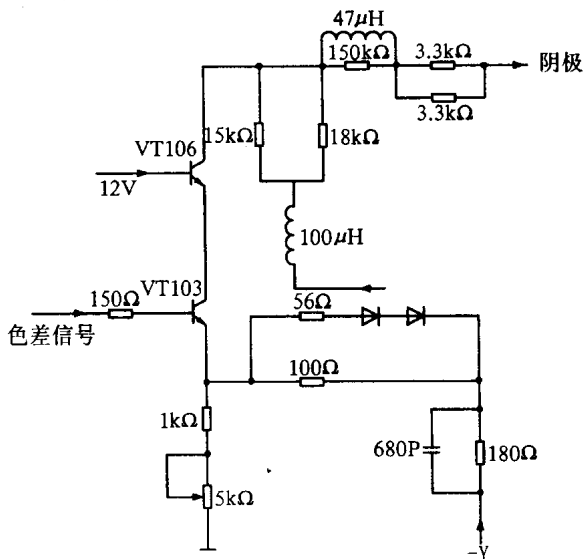 47μH
150kΩ
3.3kΩ
阴极
3.3kΩ
15kΩ
18kΩ
VT106
12V
100μH
VT103
150Ω
色差信号
56Ω
100Ω
1kΩ
680P
180Ω
5kΩ
-V